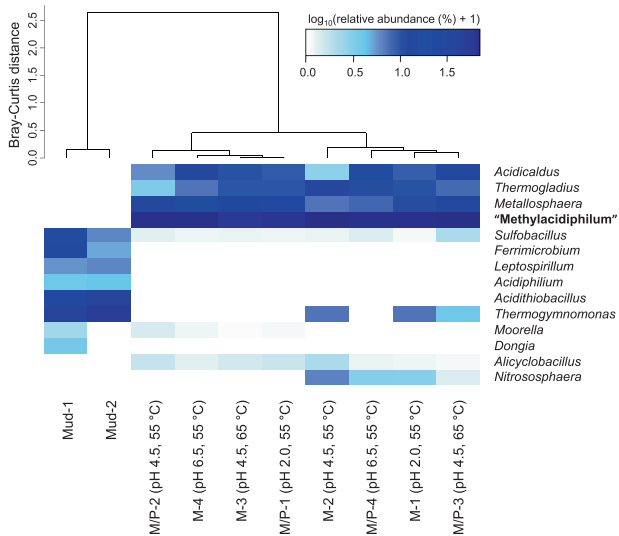 log10(relative abundance (%) + 1)
0.0 0.5 1.0 1.5
Bray-Curtis distance
0.0 0.5 1.0 1.5 2.0 2.5
Acidicaldus
Thermogladius
Metallosphaera
“Methylacidiphilum”
Sulfobacillus
Ferrimicrobium
Leptospirillum
Acidiphilium
Acidithiobacillus
Thermogymnomonas
Moorella
Dongia
Alicyclobacillus
Nitrososphaera
Mud-1
Mud-2
M/P-2 (pH 4.5, 55 °C)
M-4 (pH 6.5, 55 °C)
M-3 (pH 4.5, 65 °C)
M/P-1 (pH 2.0, 55 °C)
M-2 (pH 4.5, 55 °C)
M/P-4 (pH 6.5, 55 °C)
M-1 (pH 2.0, 55 °C)
M/P-3 (pH 4.5, 65 °C)